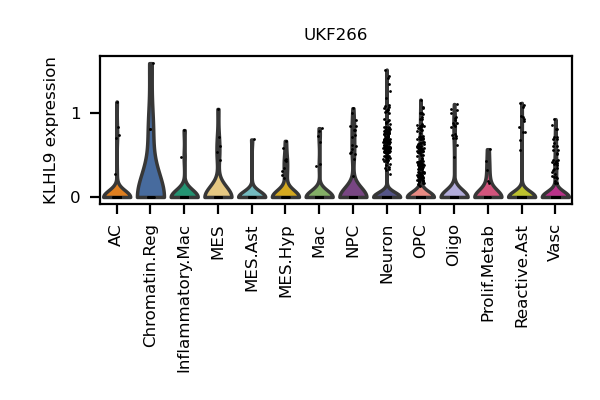 UKF266
KLHL9 expression
1
0
AC
Chromatin.Reg
Inflammatory.Mac
MES
MES.Ast
MES.Hyp
Mac
NPC
Neuron
OPC
Oligo
Prolif.Metab
Reactive.Ast
Vasc